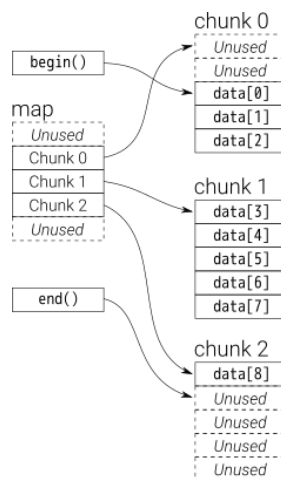 chunk 0
Unused
Unused
data[0]
data[1]
data[2]
begin()
map
Unused
Chunk 0
Chunk 1
Chunk 2
Unused
end()
chunk 1
data[3]
data[4]
data[5]
data[6]
data[7]
chunk 2
data[8]
Unused
Unused
Unused
Unused